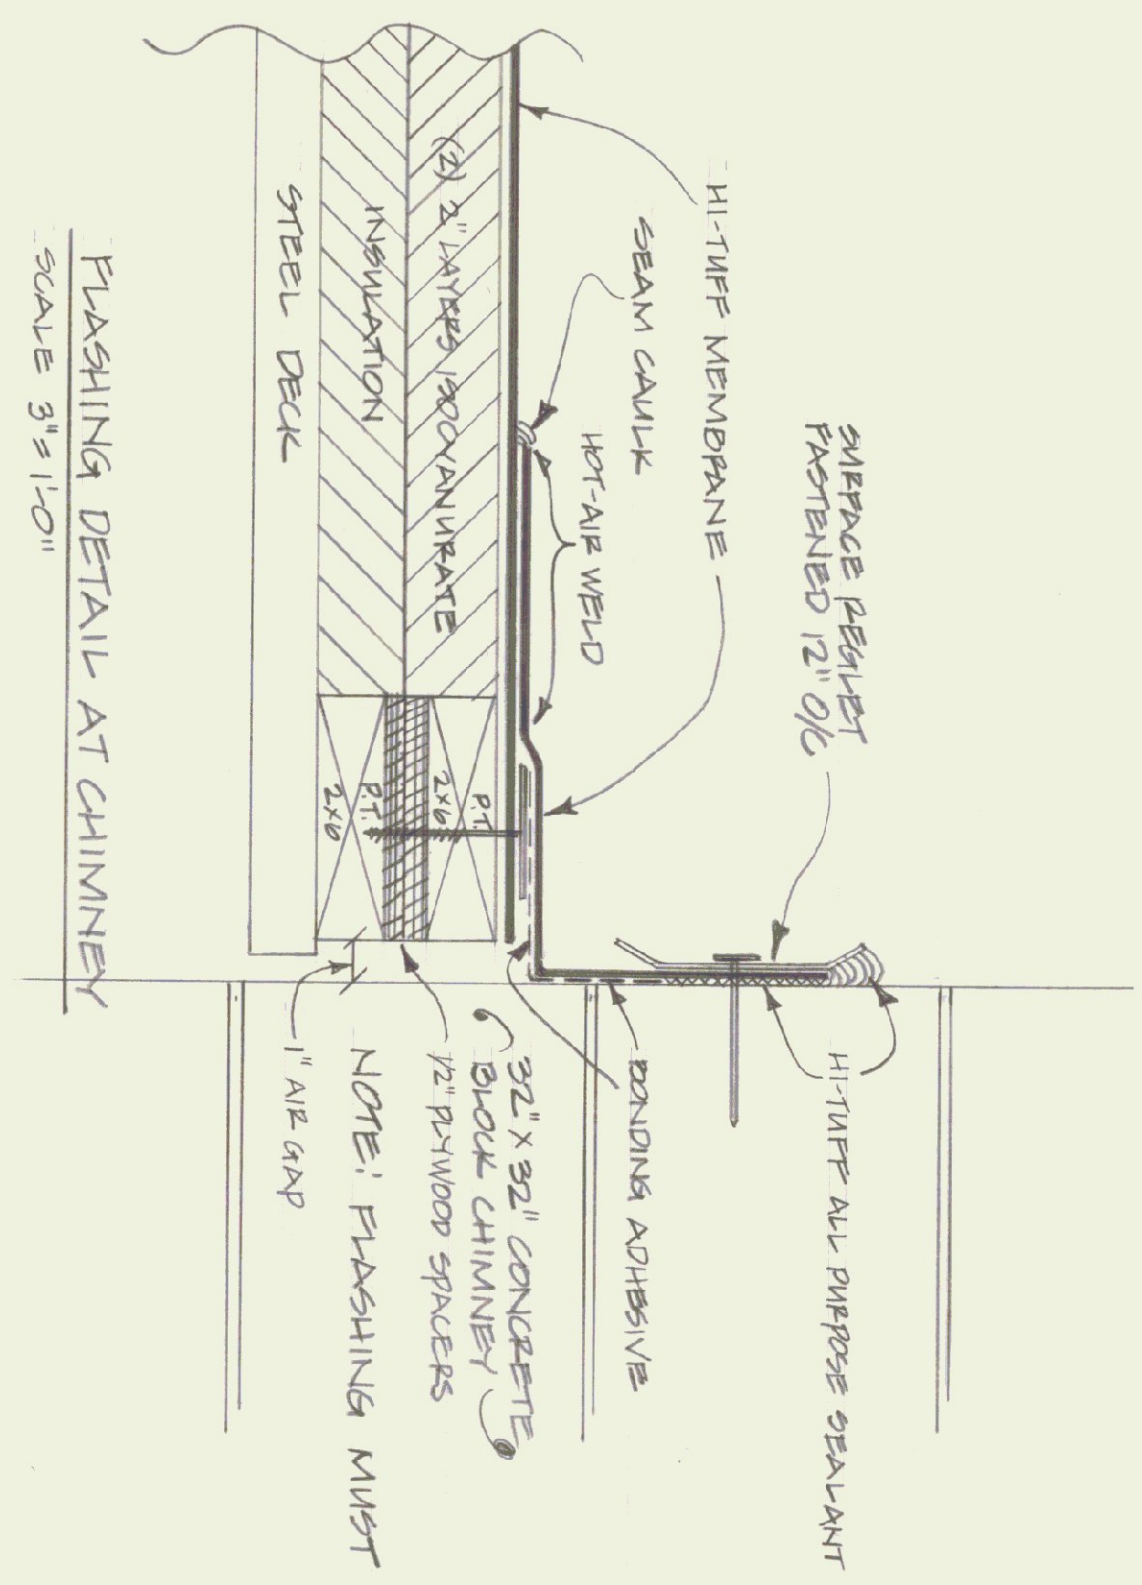 SURFACE REGLET
FASTENED 12" O/C
HI-TUFF MEMBRANE
SEAM CAULK
HOT-AIR WELD
HI-TUFF ALL PURPOSE SEALANT
BONDING ADHESIVE
(2) 2" LAYERS ISOCYANURATE
INSULATION
STEEL DECK
P.T.
2x6
P.T.
2x6
32" X 32" CONCRETE
BLOCK CHIMNEY
1/2" PLYWOOD SPACERS
NOTE: FLASHING MUST
1" AIR GAP
FLASHING DETAIL AT CHIMNEY
SCALE 3" = 1'-0"